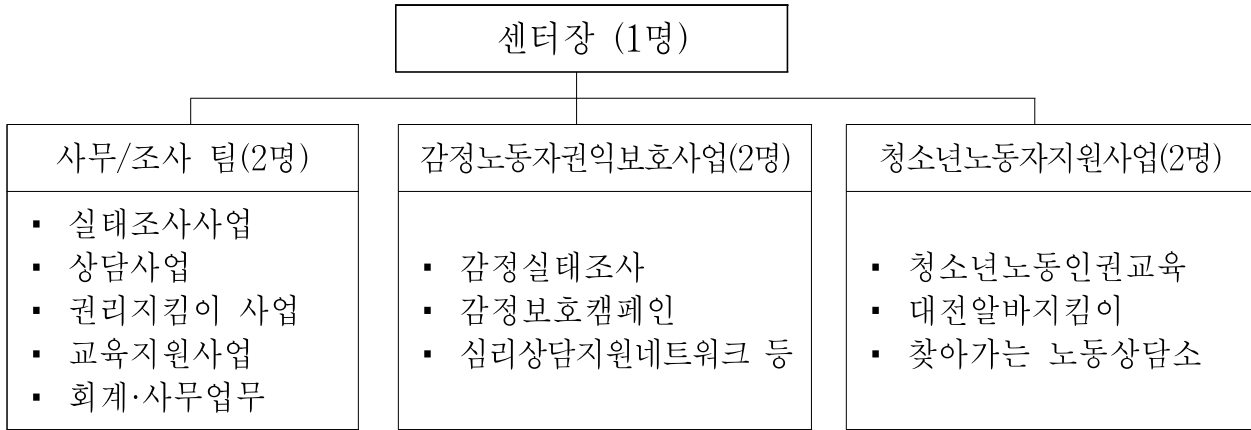 센터장 (1명)
사무/조사 팀(2명)
▪ 실태조사사업
▪ 상담사업
▪ 권리지킴이 사업
▪ 교육지원사업
▪ 회계·사무업무
감정노동자권익보호사업(2명)
▪ 감정실태조사
▪ 감정보호캠페인
▪ 심리상담지원네트워크 등
청소년노동자지원사업(2명)
▪ 청소년노동인권교육
▪ 대전알바지킴이
▪ 찾아가는 노동상담소